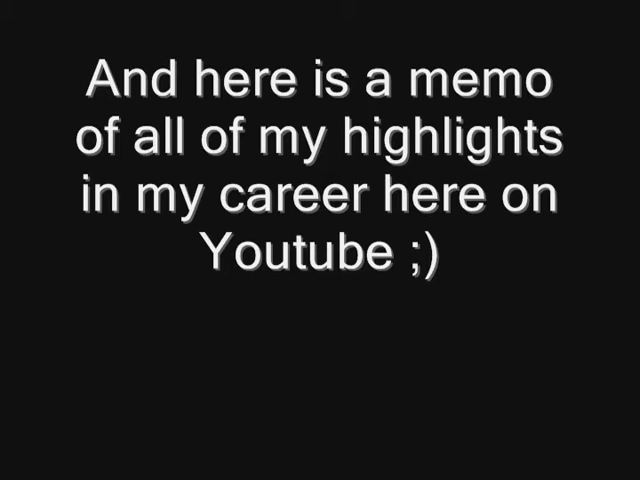 And here is a memo
of all of my highlights
in my career here on
Youtube ;)